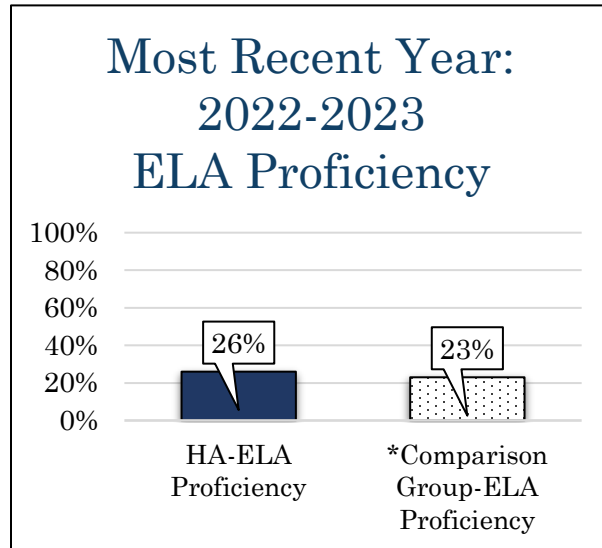 Most Recent Year:
2022-2023
ELA Proficiency
100%
80%
60%
40%
20%
0%
26%
23%
HA-ELA
Proficiency
*Comparison
Group-ELA
Proficiency